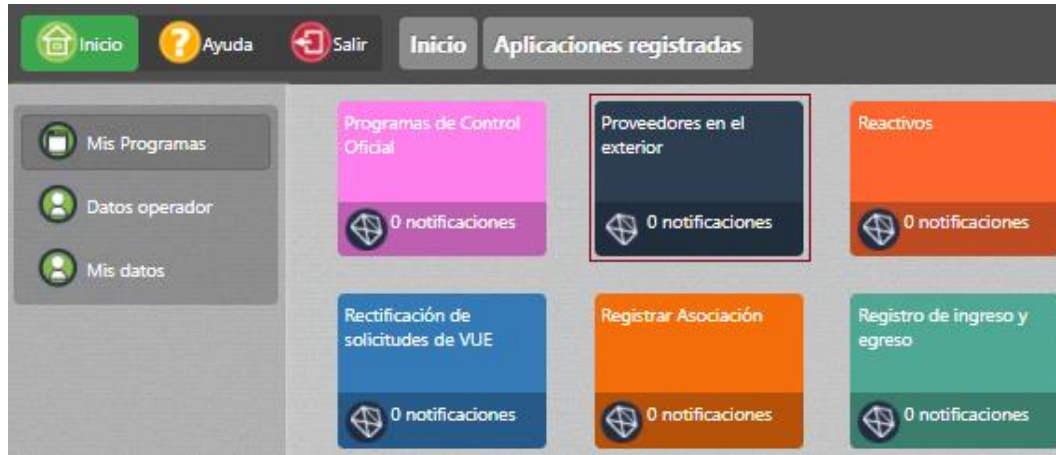 Inicio
Ayuda
Salir
Inicio
Aplicaciones registradas
Mis Programas
Datos operador
Mis datos
Programas de Control
Oficial
0 notificaciones
Proveedores en el
exterior
0 notificaciones
Reactivos
0 notificaciones
Rectificación de
solicitudes de VUE
0 notificaciones
Registrar Asociación
0 notificaciones
Registro de ingreso y
egreso
0 notificaciones